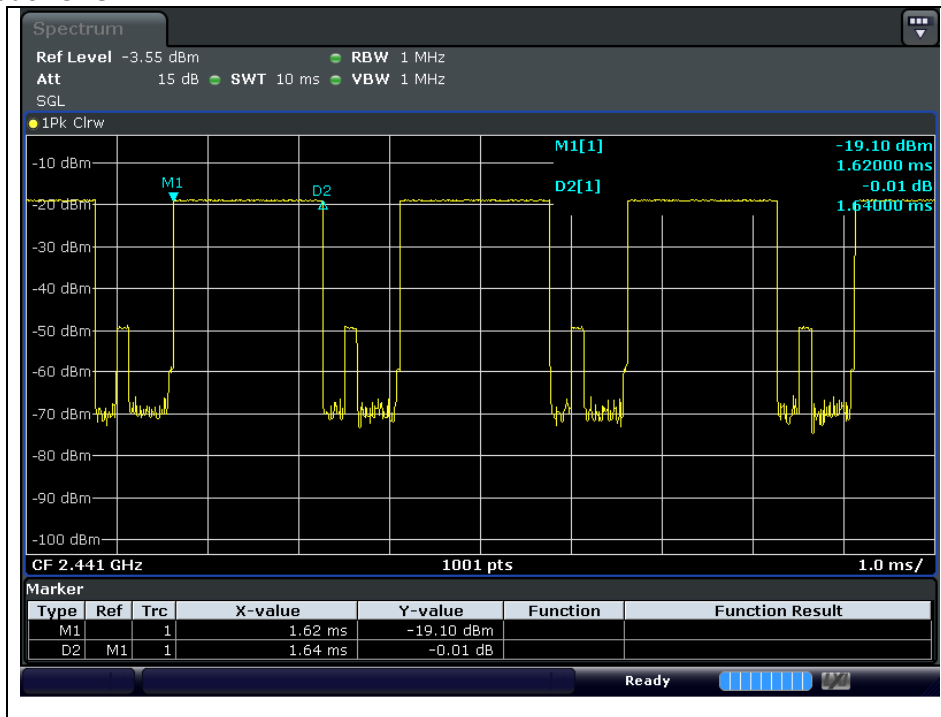 Spectrum
Ref Level -3.55 dBm RBW 1 MHz
Att 15 dB SWT 10 ms VBW 1 MHz
SGL
1Pk Clrw
M1[1] -19.10 dBm
1.62000 ms
D2[1] -0.01 dB
1.64000 ms
M1
D2
-10 dBm
-20 dBm
-30 dBm
-40 dBm
-50 dBm
-60 dBm
-70 dBm
-80 dBm
-90 dBm
-100 dBm
CF 2.441 GHz 1001 pts 1.0 ms/
Marker
Type Ref Trc X-value Y-value Function Function Result
M1 1 1.62 ms -19.10 dBm
D2 M1 1 1.64 ms -0.01 dB
Ready